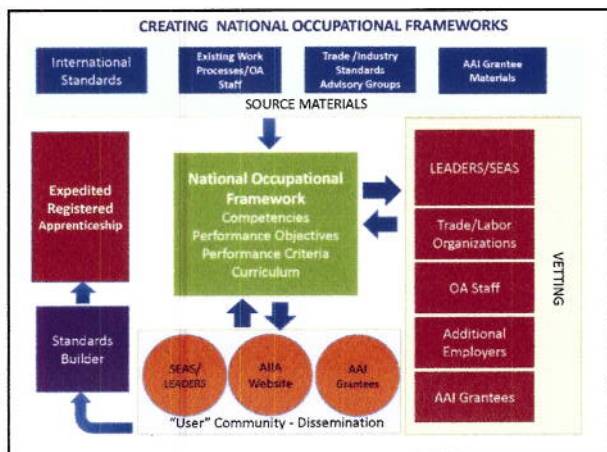 CREATING NATIONAL OCCUPATIONAL FRAMEWORKS
International
Standards
Existing Work
Processes/OA
Staff
Trade /Industry
Standards
Advisory Groups
AAI Grantee
Materials
SOURCE MATERIALS
Expedited
Registered
Apprenticeship
National Occupational
Framework
Competencies
Performance Objectives
Performance Criteria
Curriculum
LEADERS/SEAS
Trade/Labor
Organizations
OA Staff
Additional
Employers
AAI Grantees
VETTING
Standards
Builder
SEAS/
LEADERS
AIIA
Website
AAI
Grantees
"User" Community - Dissemination